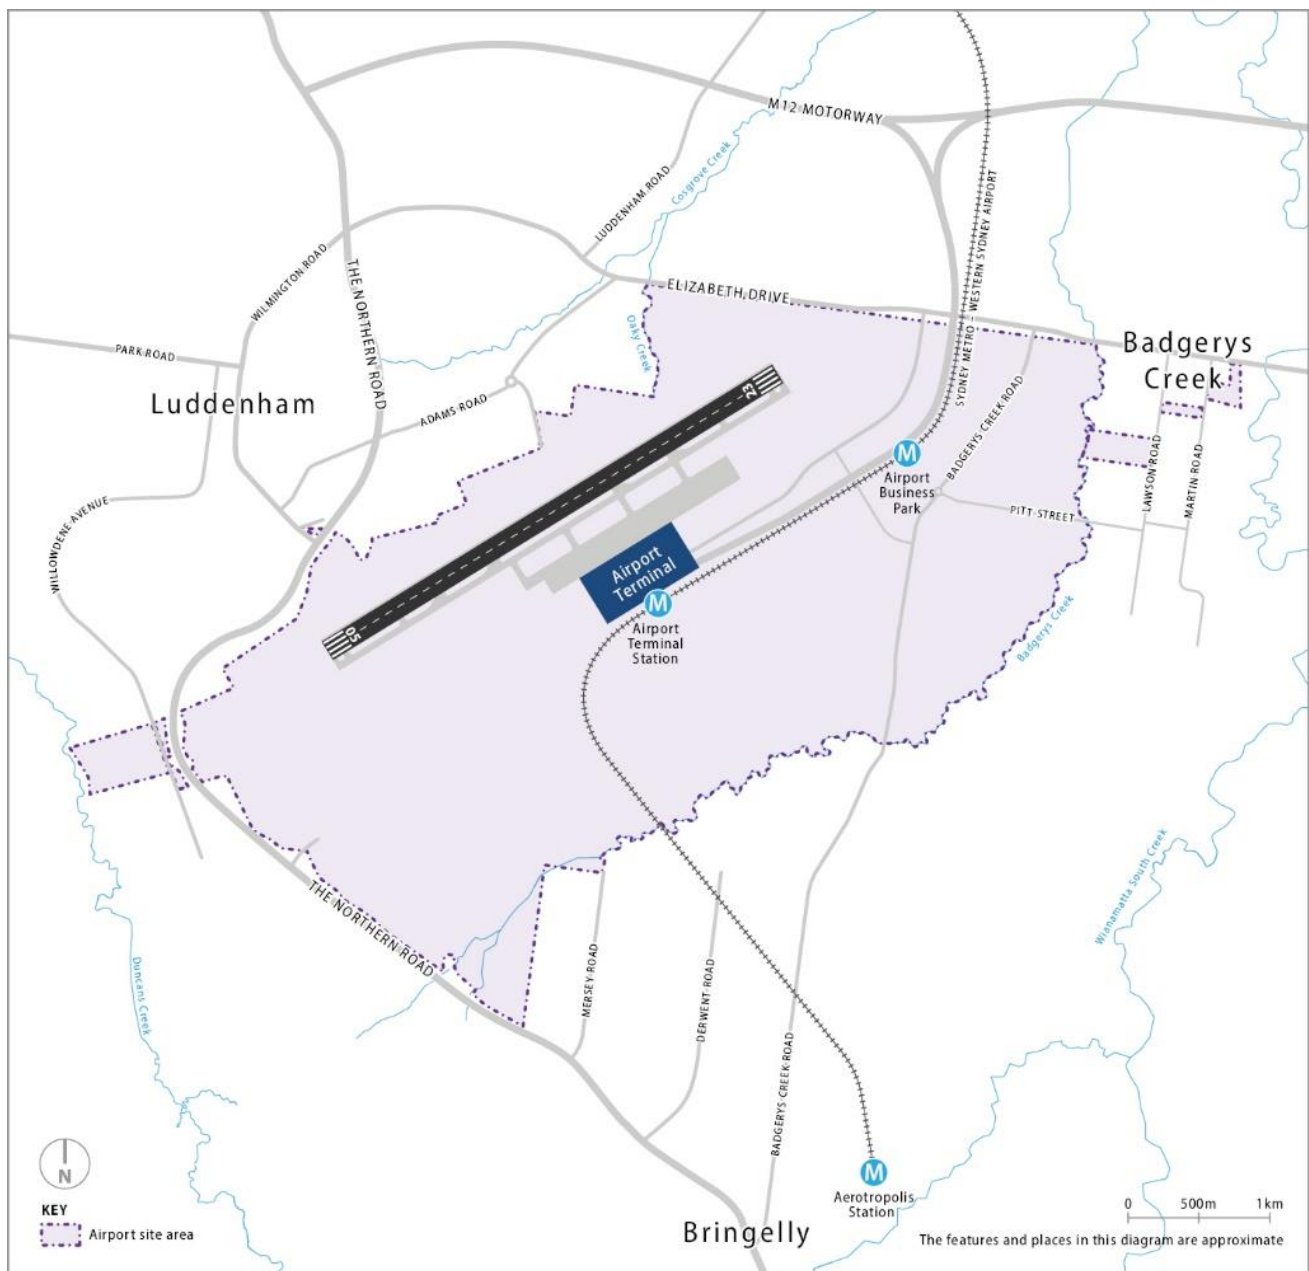 M12 MOTORWAY
Cosgrove Creek
LUDDENHAM ROAD
SYDNEY METRO – WESTERN SYDNEY AIRPORT
WILMINGTON ROAD
THE NORTHERN ROAD
ELIZABETH DRIVE
Oaky Creek
PARK ROAD
Badgerys
Creek
Luddenham
ADAMS ROAD
23
BADGERYS CREEK ROAD
M
Airport
Business
Park
LAWSON ROAD
MARTIN ROAD
PITT STREET
WILLOWDENE AVENUE
Airport
Terminal
M
Airport
Terminal
Station
05
Badgerys Creek
Wianamatta South Creek
THE NORTHERN ROAD
Duncans Creek
MERSEY ROAD
DERWENT ROAD
BADGERYS CREEK ROAD
N
M
Aerotropolis
Station
KEY
Airport site area
Bringelly
0 500m 1km
The features and places in this diagram are approximate